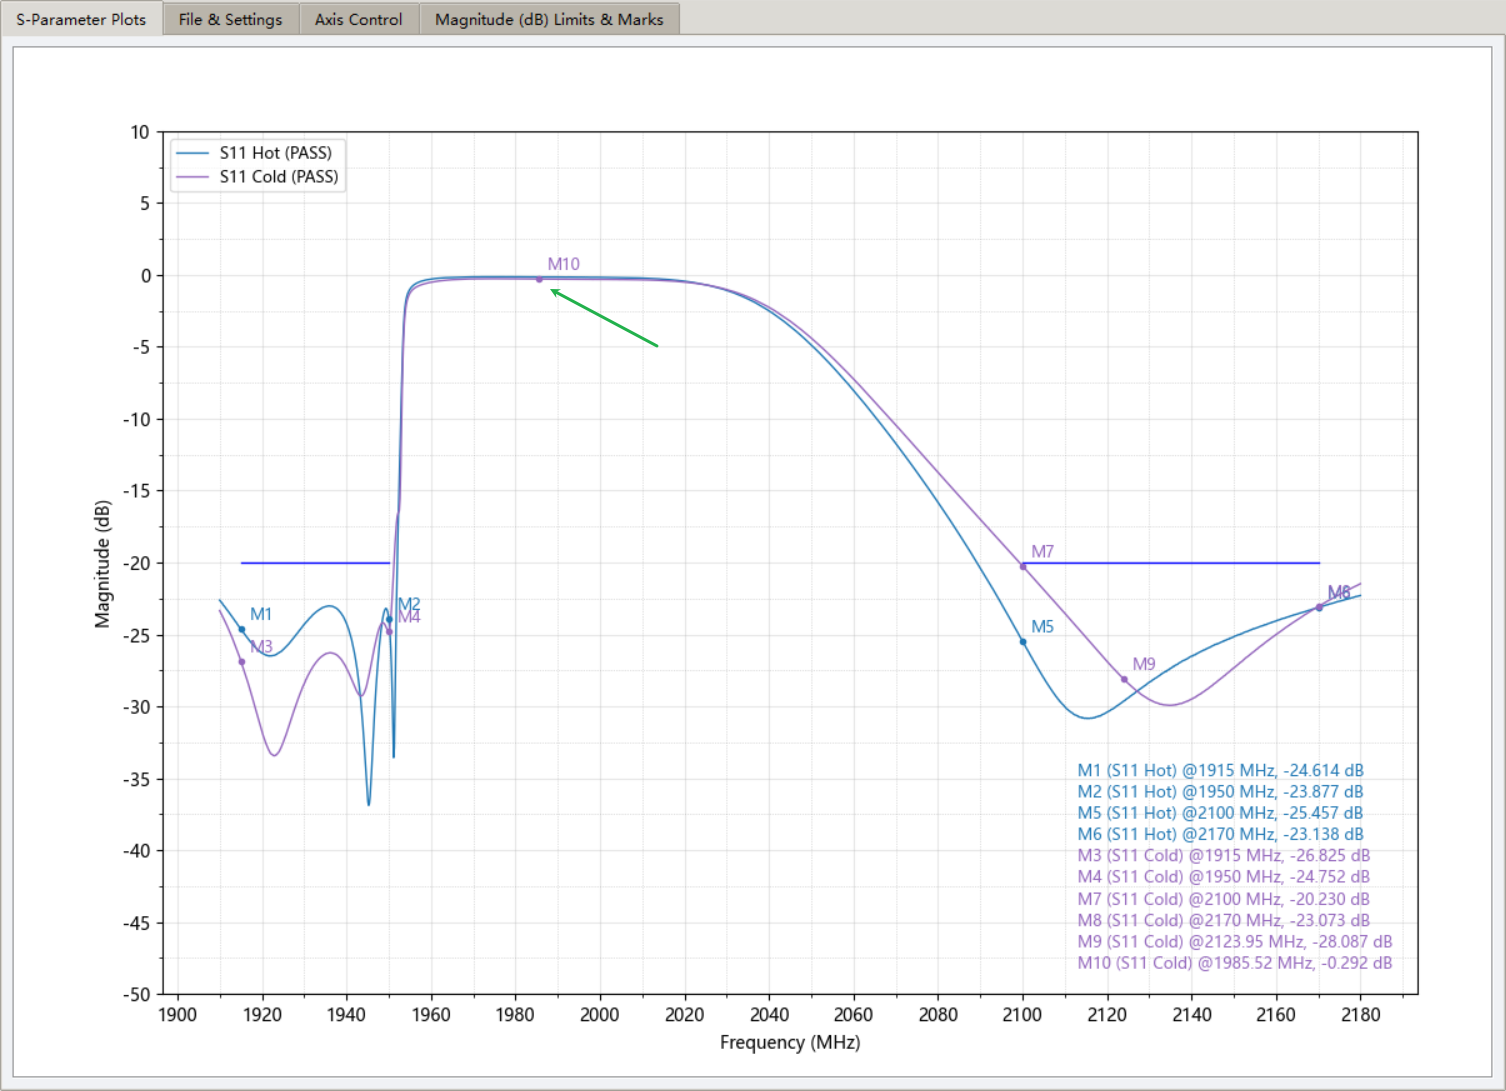 S-Parameter Plots File & Settings Axis Control Magnitude (dB) Limits & Marks
S11 Hot (PASS)
S11 Cold (PASS)
10
5
0
-5
-10
-15
-20
-25
-30
-35
-40
-45
-50
Magnitude (dB)
M10
M1
M3
M2
M4
M7
M5
M9
M6
M8
M1 (S11 Hot) @1915 MHz, -24.614 dB
M2 (S11 Hot) @1950 MHz, -23.877 dB
M5 (S11 Hot) @2100 MHz, -25.457 dB
M6 (S11 Hot) @2170 MHz, -23.138 dB
M3 (S11 Cold) @1915 MHz, -26.825 dB
M4 (S11 Cold) @1950 MHz, -24.752 dB
M7 (S11 Cold) @2100 MHz, -20.230 dB
M8 (S11 Cold) @2170 MHz, -23.073 dB
M9 (S11 Cold) @2123.95 MHz, -28.087 dB
M10 (S11 Cold) @1985.52 MHz, -0.292 dB
1900 1920 1940 1960 1980 2000 2020 2040 2060 2080 2100 2120 2140 2160 2180
Frequency (MHz)